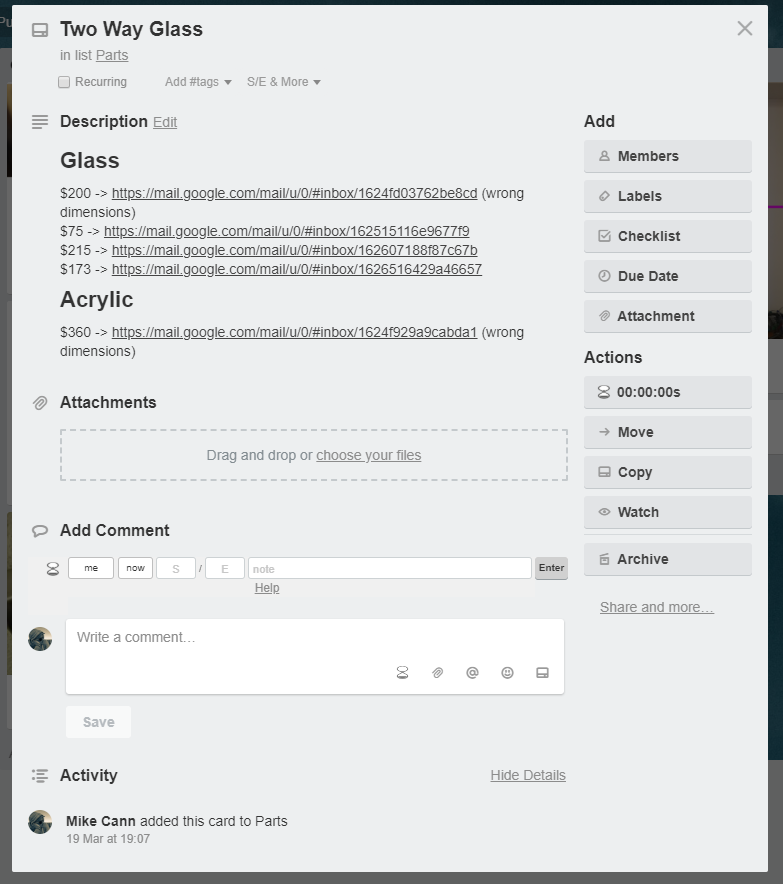 Pu
Two Way Glass
in list Parts
Recurring Add #tags S/E & More
Description Edit
Glass
$200 -> https://mail.google.com/mail/u/0/#inbox/1624fd03762be8cd (wrong
dimensions)
$75 -> https://mail.google.com/mail/u/0/#inbox/162515116e9677f9
$215 -> https://mail.google.com/mail/u/0/#inbox/162607188f87c67b
$173 -> https://mail.google.com/mail/u/0/#inbox/1626516429a46657
Acrylic
$360 -> https://mail.google.com/mail/u/0/#inbox/1624f929a9cabda1 (wrong
dimensions)
Attachments
Drag and drop or choose your files
Add Comment
me now S / E note Enter
Help
Write a comment…
@
Save
Activity Hide Details
Mike Cann added this card to Parts
19 Mar at 19:07
Add
Members
Labels
Checklist
Due Date
Attachment
Actions
00:00:00s
Move
Copy
Watch
Archive
Share and more…